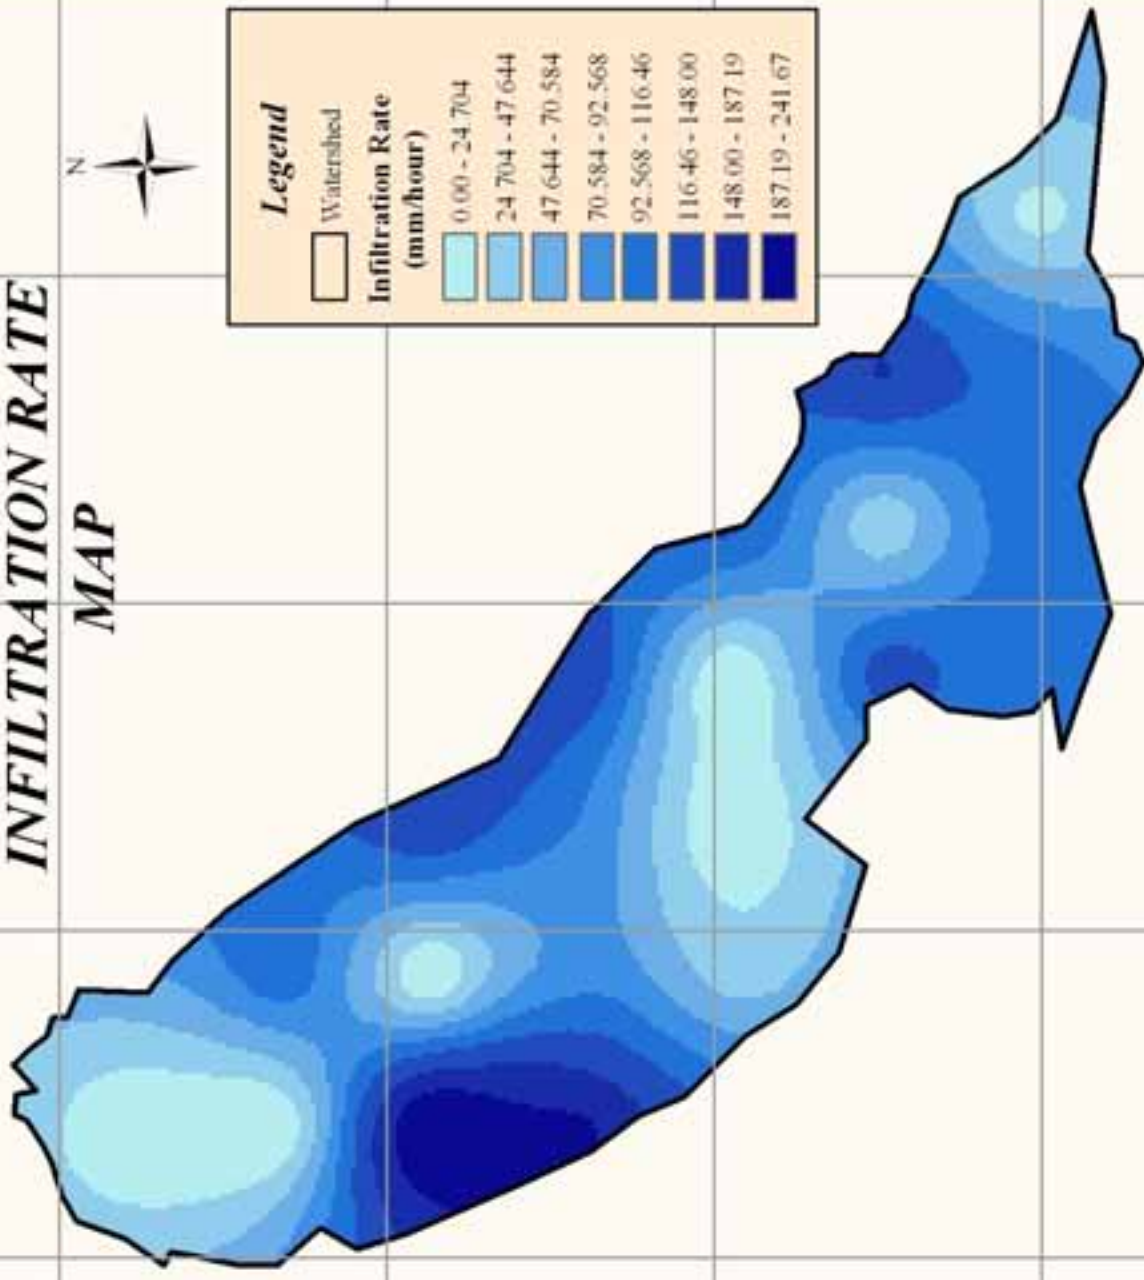 INFILTRATION RATE
MAP
N
Legend
Watershed
Infiltration Rate
(mm/hour)
0.00 - 24.704
24.704 - 47.644
47.644 - 70.584
70.584 - 92.568
92.568 - 116.46
116.46 - 148.00
148.00 - 187.19
187.19 - 241.67